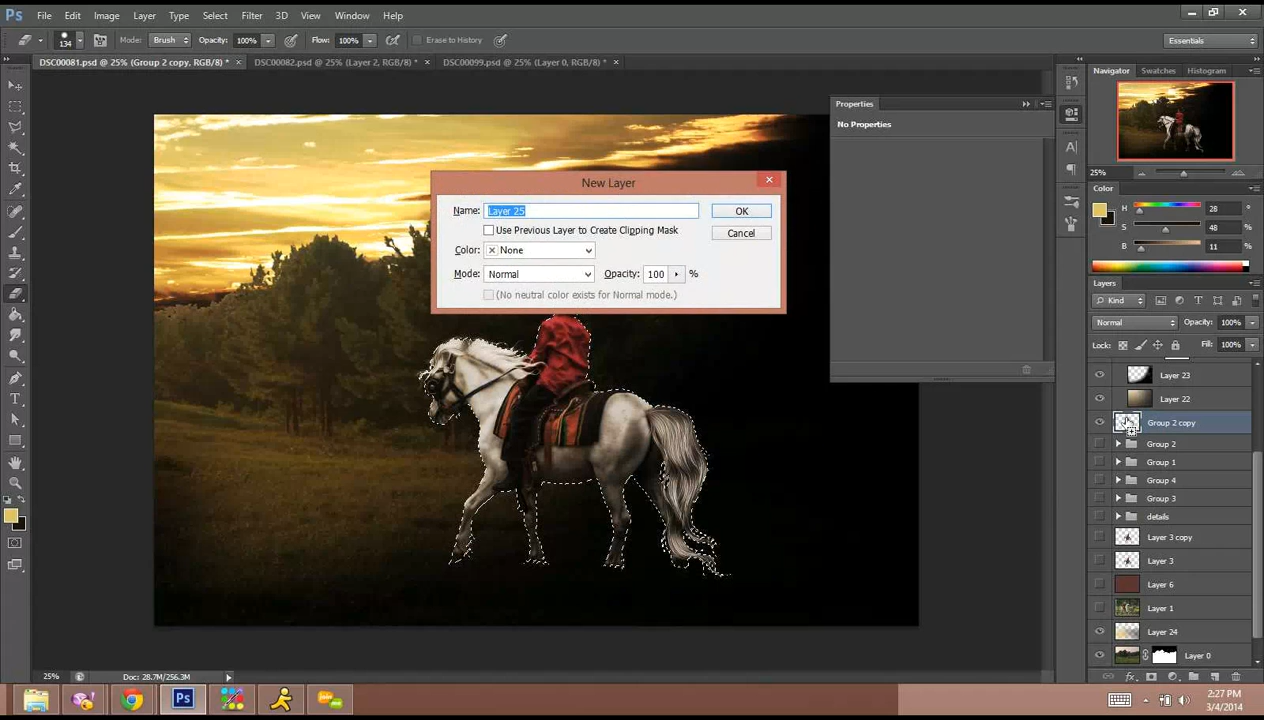 Ps File Edit Image Layer Type Select Filter 3D View Window Help
134 Mode: Brush Opacity: 100% Flow: 100% Erase to History Essentials
DSC00081.psd @ 25% (Group 2 copy, RGB/8) * × DSC00082.psd @ 25% (Layer 2, RGB/8) * × DSC00099.psd @ 25% (Layer 0, RGB/8) * ×
Navigator Swatches Histogram
Properties
No Properties
New Layer
Name: Layer 25 OK
Use Previous Layer to Create Clipping Mask
Cancel
Color: None
Mode: Normal Opacity: 100 %
(No neutral color exists for Normal mode.)
25%
Color
H 28 °
S 48 %
B 11 %
Layers
Kind
Normal Opacity: 100%
Lock: Fill: 100%
Layer 23
Layer 22
Group 2 copy
Group 2
Group 1
Group 4
Group 3
details
Layer 3 copy
Layer 3
Layer 6
Layer 1
Layer 24
Layer 0
25% Doc: 28.7M/256.3M
fx
Ps
2:27 PM
3/4/2014